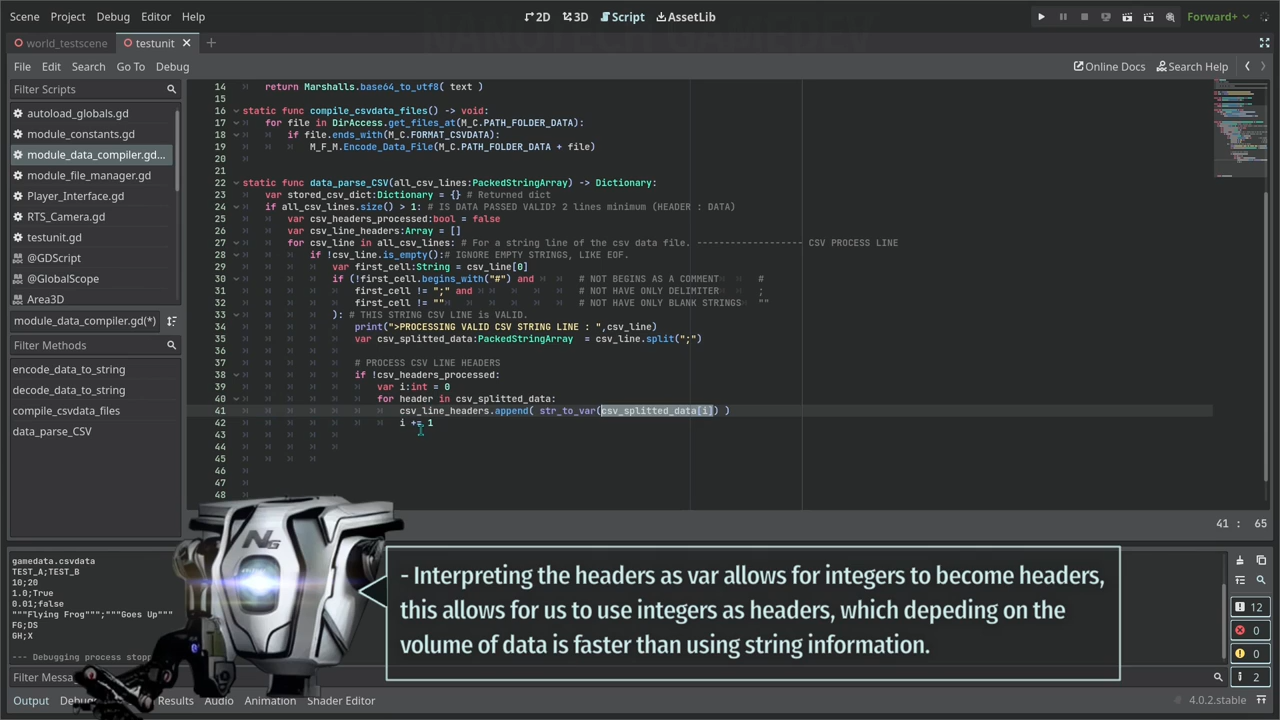 Scene Project Debug Editor Help
2D 3D Script AssetLib
Forward+
world_testscene testunit
File Edit Search Go To Debug
Online Docs Search Help
Filter Scripts
autoload_globals.gd
module_constants.gd
module_data_compiler.gd...
module_file_manager.gd
Player_Interface.gd
RTS_Camera.gd
testunit.gd
@GDScript
@GlobalScope
Area3D
module_data_compiler.gd(*)
Filter Methods
encode_data_to_string
decode_data_to_string
compile_csvdata_files
data_parse_CSV
14 return Marshalls.base64_to_utf8( text )
15
16 static func compile_csvdata_files() -> void:
17 for file in DirAccess.get_files_at(M_C.PATH_FOLDER_DATA):
18 if file.ends_with(M_C.FORMAT_CSVDATA):
19 M_F_M.Encode_Data_File(M_C.PATH_FOLDER_DATA + file)
20
21
22 static func data_parse_CSV(all_csv_lines:PackedStringArray) -> Dictionary:
23 var stored_csv_dict:Dictionary = {} # Returned dict
24 if all_csv_lines.size() > 1: # IS DATA PASSED VALID? 2 lines minimum (HEADER : DATA)
25 var csv_headers_processed:bool = false
26 var csv_line_headers:Array = []
27 for csv_line in all_csv_lines: # For a string line of the csv data file. ------------------- CSV PROCESS LINE
28 if !csv_line.is_empty():# IGNORE EMPTY STRINGS, LIKE EOF.
29 var first_cell:String = csv_line[0]
30 if (!first_cell.begins_with("#") and # NOT BEGINS AS A COMMENT #
31 first_cell != ";" and # NOT HAVE ONLY DELIMITER ;
32 first_cell != "" # NOT HAVE ONLY BLANK STRINGS ""
33 ): # THIS STRING CSV LINE is VALID.
34 print(">PROCESSING VALID CSV STRING LINE : ",csv_line)
35 var csv_splitted_data:PackedStringArray = csv_line.split(";")
36
37 # PROCESS CSV LINE HEADERS
38 if !csv_headers_processed:
39 var i:int = 0
40 for header in csv_splitted_data:
41 csv_line_headers.append( str_to_var(csv_splitted_data[i]) )
42 i += 1
43
44
45
46
47
48
41 : 65
gamedata.csvdata
TEST_A;TEST_B
10;20
1.0;True
0.01;false
"""Flying Frog""";"""Goes Up"""
FG;DS
GH;X
--- Debugging process stopp
Filter Messa
12
0
0
2
NG
- Interpreting the headers as var allows for integers to become headers,
this allows for us to use integers as headers, which depeding on the
volume of data is faster than using string information.
Output Debu Results Audio Animation Shader Editor
4.0.2.stable